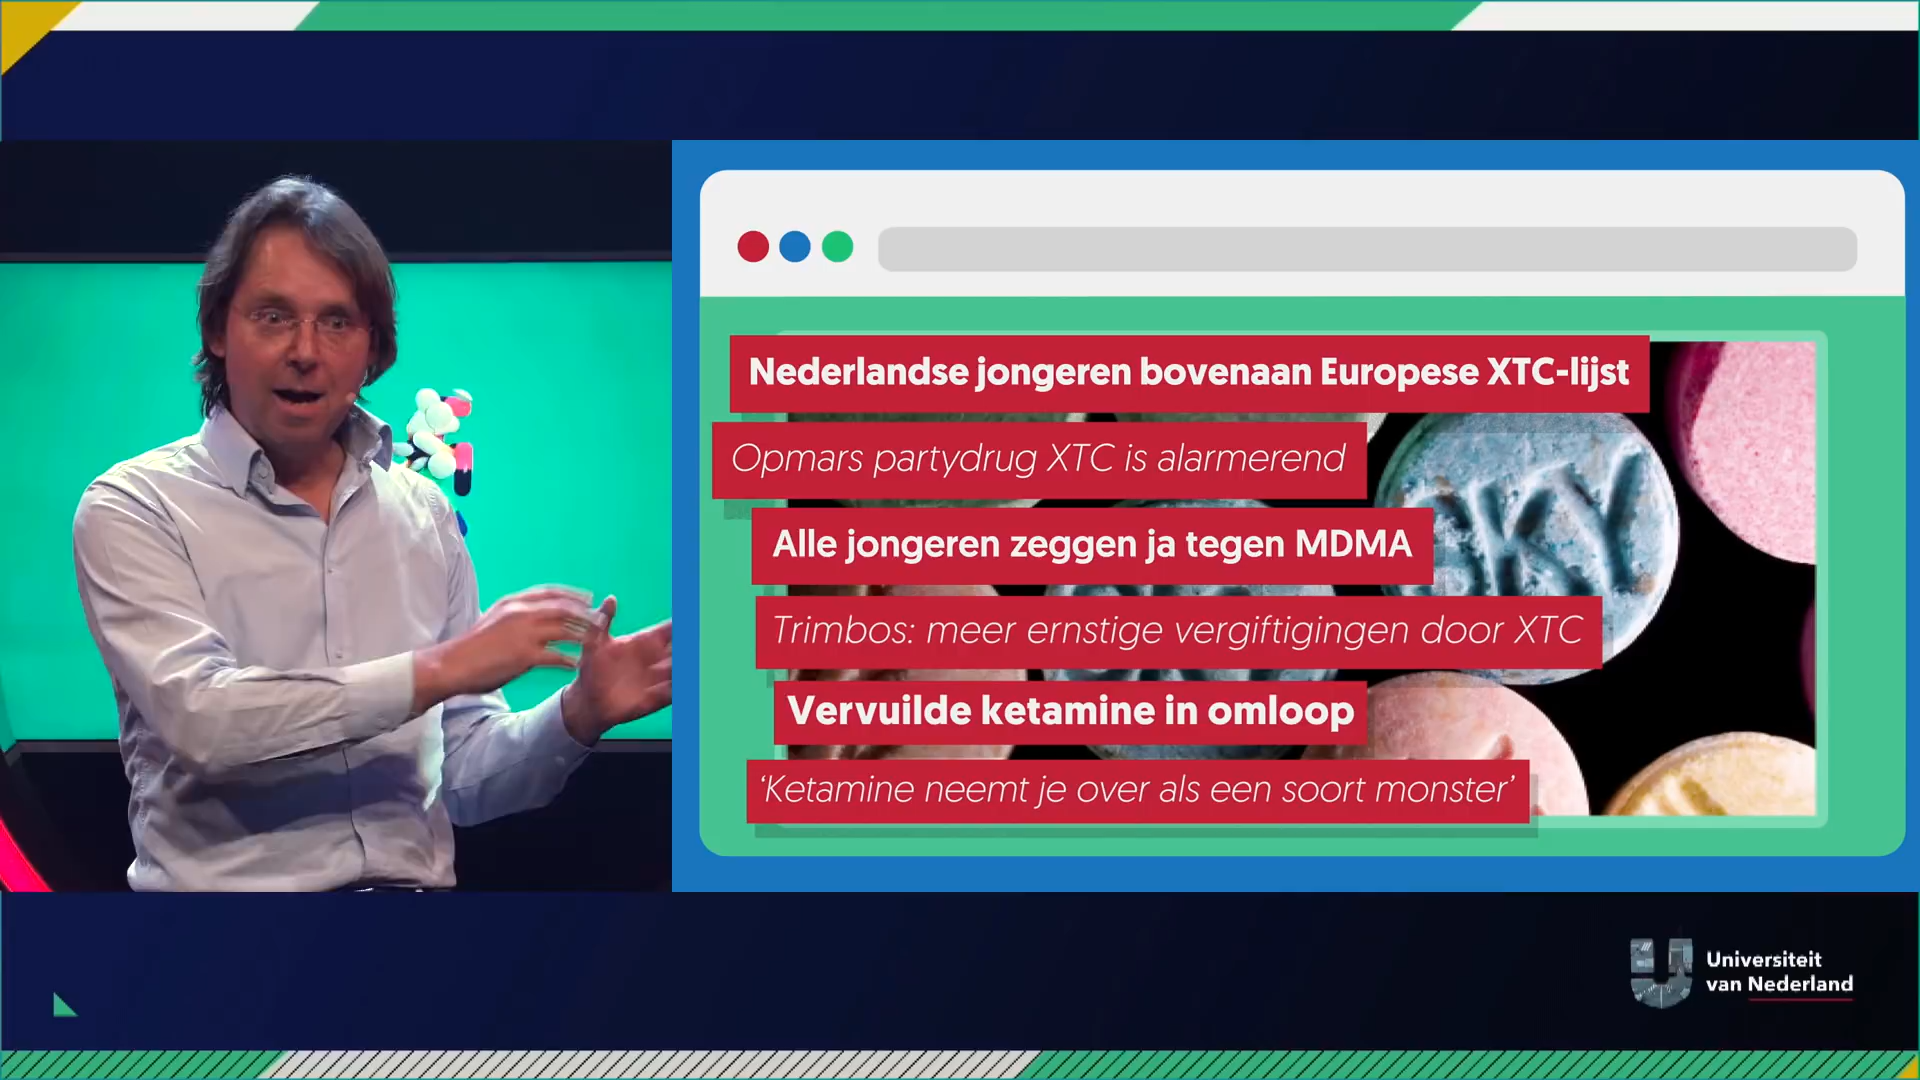 Nederlandse jongeren bovenaan Europese XTC-lijst
Opmars partydrug XTC is alarmerend
Alle jongeren zeggen ja tegen MDMA
Trimbos: meer ernstige vergiftigingen door XTC
Vervuilde ketamine in omloop
‘Ketamine neemt je over als een soort monster’
SKY
Universiteit
van Nederland